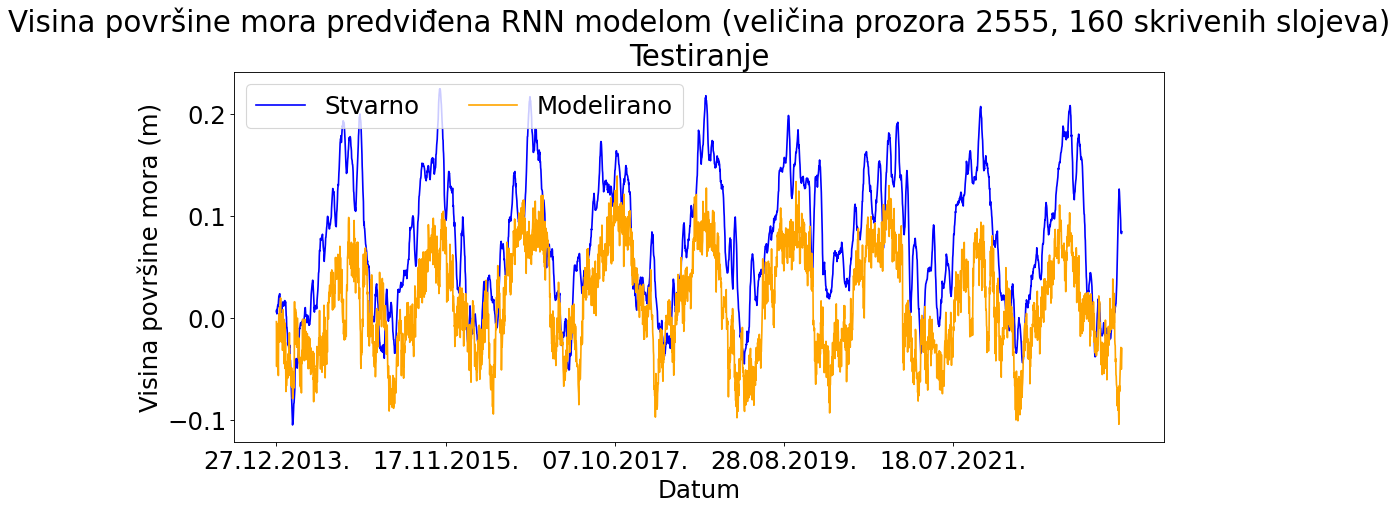 Visina površine mora predviđena RNN modelom (veličina prozora 2555, 160 skrivenih slojeva)
Testiranje
Stvarno Modelirano
Visina površine mora (m)
0.2
0.1
0.0
−0.1
27.12.2013. 17.11.2015. 07.10.2017. 28.08.2019. 18.07.2021.
Datum